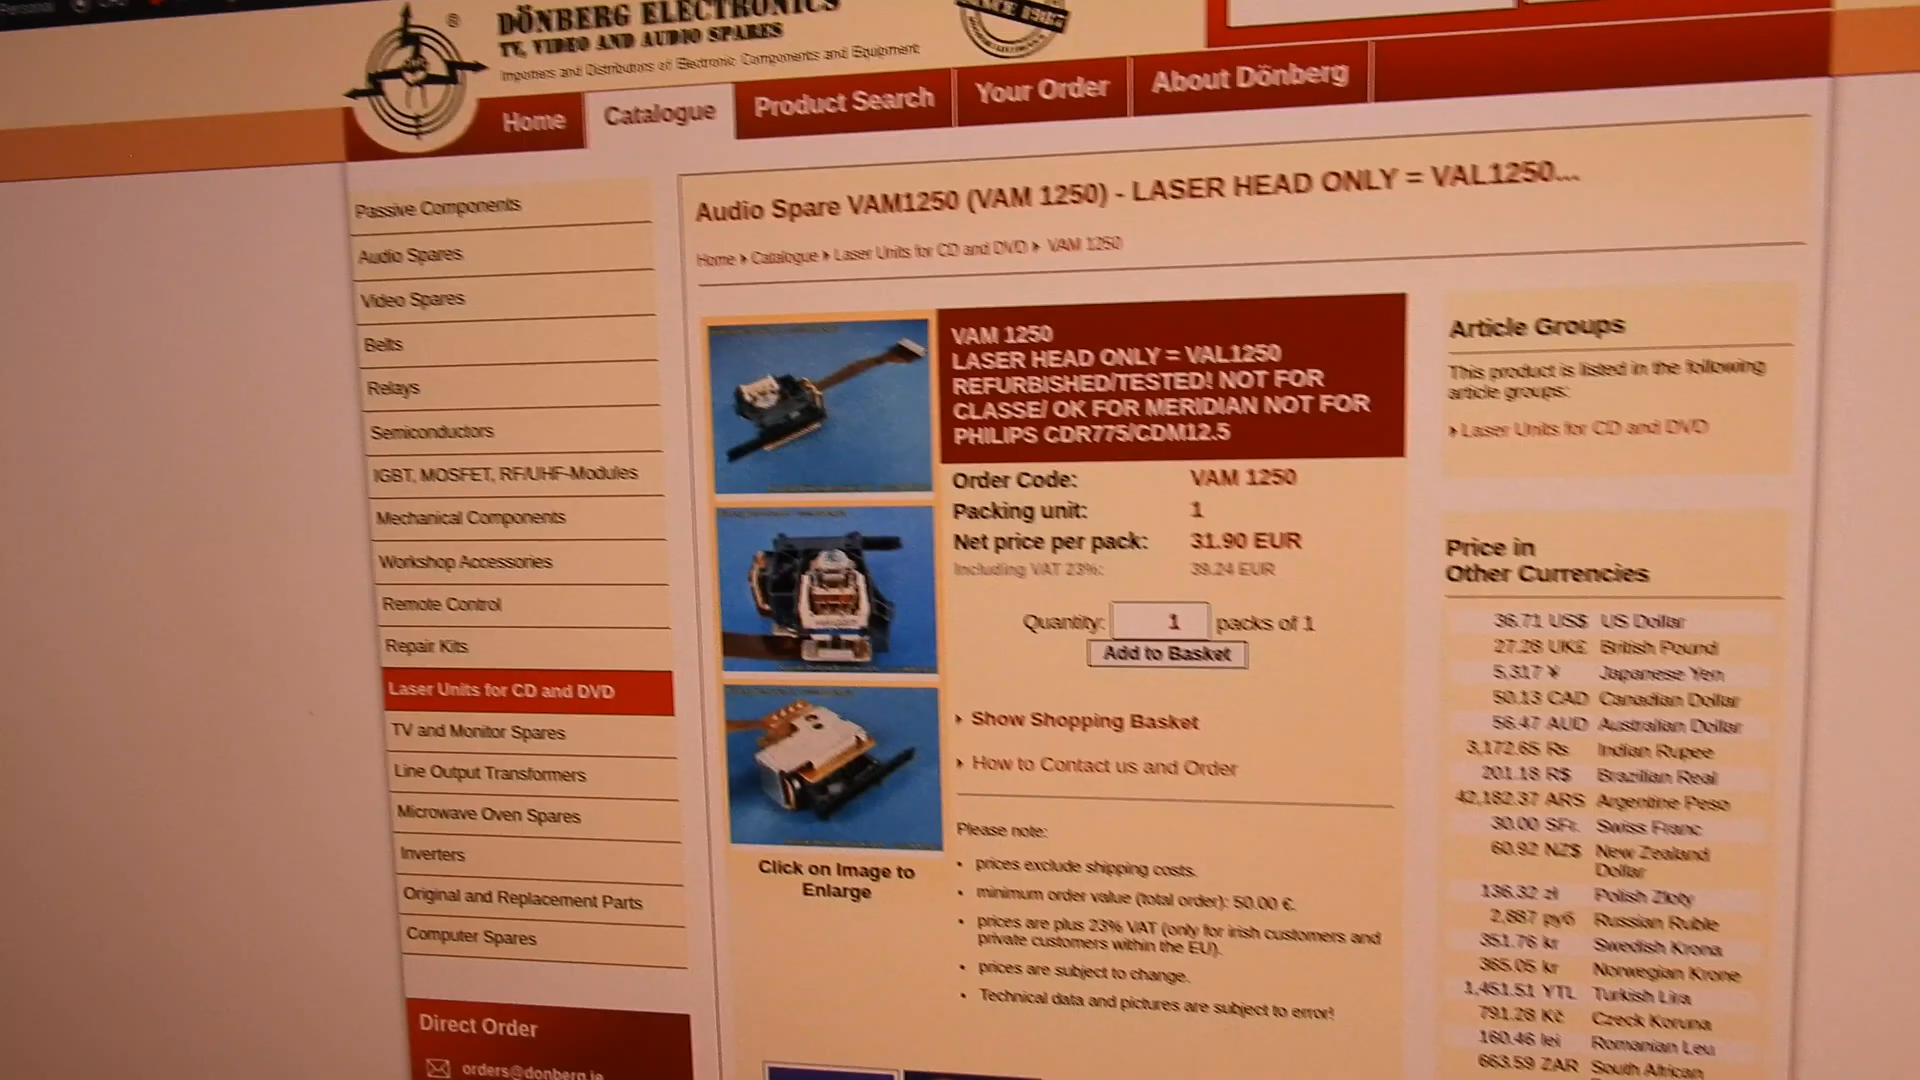 DÖNBERG ELECTRONICS
TV, VIDEO AND AUDIO SPARES
Importers and Distributors of Electronic Components and Equipment
®
SINCE
Home
Catalogue
Product Search
Your Order
About Dönberg
Passive Components
Audio Spares
Video Spares
Belts
Relays
Semiconductors
IGBT, MOSFET, RF/UHF-Modules
Mechanical Components
Workshop Accessories
Remote Control
Repair Kits
Laser Units for CD and DVD
TV and Monitor Spares
Line Output Transformers
Microwave Oven Spares
Inverters
Original and Replacement Parts
Computer Spares
Direct Order
orders@donberg.ie
Audio Spare VAM1250 (VAM 1250) - LASER HEAD ONLY = VAL1250...
Home ▸ Catalogue ▸ Laser Units for CD and DVD ▸ VAM 1250
Click on Image to
Enlarge
VAM 1250
LASER HEAD ONLY = VAL1250
REFURBISHED/TESTED! NOT FOR
CLASSE/ OK FOR MERIDIAN NOT FOR
PHILIPS CDR775/CDM12.5
Order Code: VAM 1250
Packing unit: 1
Net price per pack: 31.90 EUR
Including VAT 23%: 39.24 EUR
Quantity: 1 packs of 1
Add to Basket
▸ Show Shopping Basket
▸ How to Contact us and Order
Please note:
• prices exclude shipping costs.
• minimum order value (total order): 50.00 €.
• prices are plus 23% VAT (only for irish customers and
private customers within the EU).
• prices are subject to change.
• Technical data and pictures are subject to error!
Article Groups
This product is listed in the following
article groups:
▸ Laser Units for CD and DVD
Price in
Other Currencies
36.71 US$ US Dollar
27.28 UK£ British Pound
5,317 ¥ Japanese Yen
50.13 CAD Canadian Dollar
56.47 AUD Australian Dollar
3,172.65 Rs Indian Rupee
201.18 R$ Brazilian Real
42,182.37 ARS Argentine Peso
30.00 SFr. Swiss Franc
60.92 NZ$ New Zealand
Dollar
136.32 zł Polish Zloty
2,887 руб Russian Ruble
351.76 kr Swedish Krona
365.05 kr Norwegian Krone
1,451.51 YTL Turkish Lira
791.28 Kč Czeck Koruna
160.46 lei Romanian Leu
663.59 ZAR South African